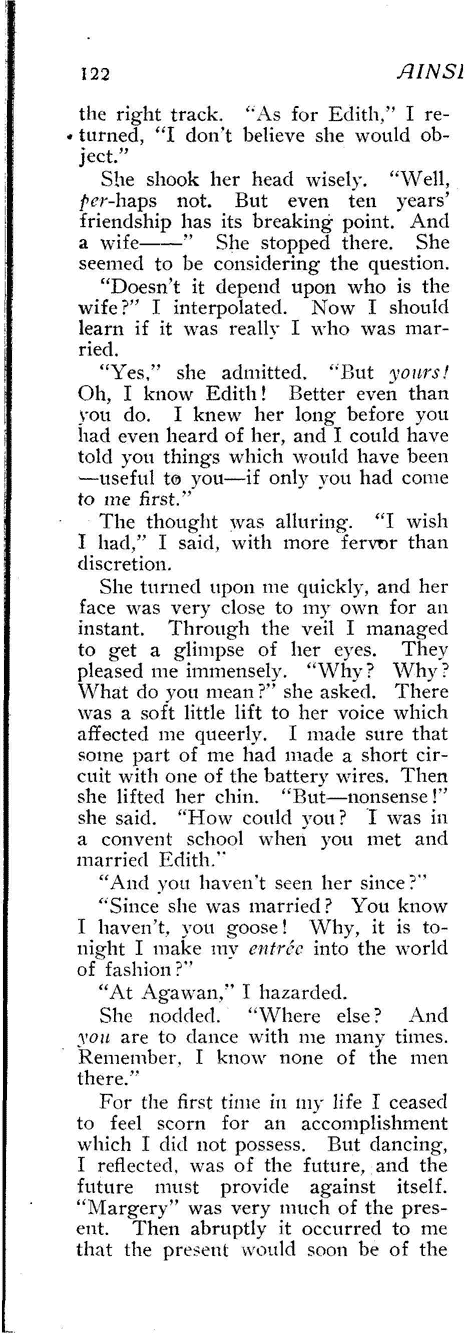 122
AINSL
the right track. "As for Edith," I re-
turned, "I don't believe she would ob-
ject."
She shook her head wisely. "Well,
per-haps not. But even ten years'
friendship has its breaking point. And
a wife——" She stopped there. She
seemed to be considering the question.
"Doesn't it depend upon who is the
wife?" I interpolated. Now I should
learn if it was really I who was mar-
ried.
"Yes," she admitted. "But yours!
Oh, I know Edith! Better even than
you do. I knew her long before you
had even heard of her, and I could have
told you things which would have been
—useful to you—if only you had come
to me first."
The thought was alluring. "I wish
I had," I said, with more fervor than
discretion.
She turned upon me quickly, and her
face was very close to my own for an
instant. Through the veil I managed
to get a glimpse of her eyes. They
pleased me immensely. "Why? Why?
What do you mean?" she asked. There
was a soft little lift to her voice which
affected me queerly. I made sure that
some part of me had made a short cir-
cuit with one of the battery wires. Then
she lifted her chin. "But—nonsense!"
she said. "How could you? I was in
a convent school when you met and
married Edith."
"And you haven't seen her since?"
"Since she was married? You know
I haven't, you goose! Why, it is to-
night I make my entrée into the world
of fashion?"
"At Agawan," I hazarded.
She nodded. "Where else? And
you are to dance with me many times.
Remember, I know none of the men
there."
For the first time in my life I ceased
to feel scorn for an accomplishment
which I did not possess. But dancing,
I reflected, was of the future, and the
future must provide against itself.
"Margery" was very much of the pres-
ent. Then abruptly it occurred to me
that the present would soon be of the